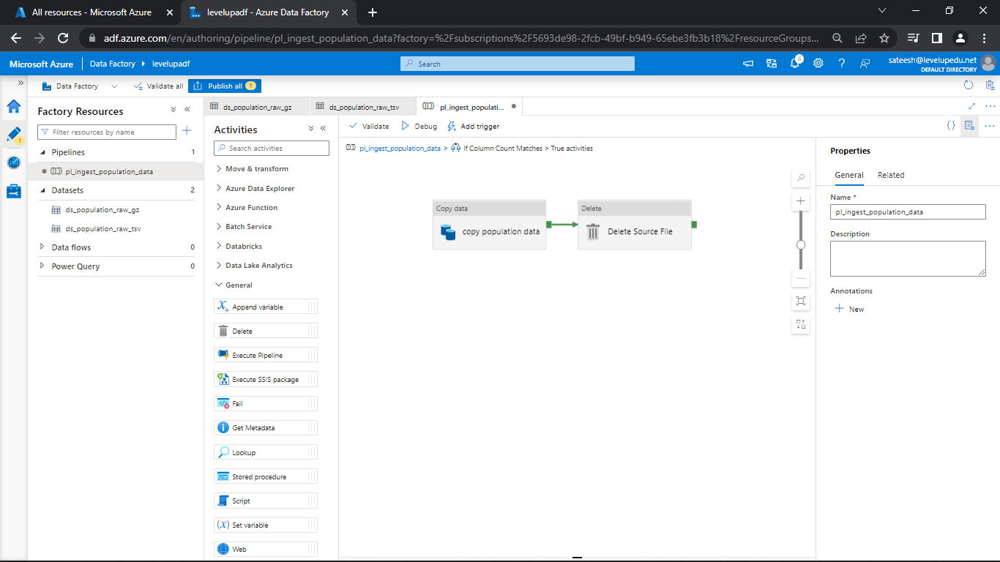 All resources - Microsoft Azure
levelupadf - Azure Data Factory
adf.azure.com/en/authoring/pipeline/pl_ingest_population_data?factory=%2Fsubscriptions%2F5693de98-2fcb-49bf-b949-65ebe3fb3b18%2FresourceGroups...
Microsoft Azure
Data Factory
levelupadf
Search
6
sateesh@levelupedu.net
DEFAULT DIRECTORY
Data Factory
Validate all
Publish all 1
1
Factory Resources
Filter resources by name
Pipelines 1
pl_ingest_population_data
Datasets 2
ds_population_raw_gz
ds_population_raw_tsv
Data flows 0
Power Query 0
ds_population_raw_gz
ds_population_raw_tsv
pl_ingest_populati...
Activities
Search activities
Move & transform
Azure Data Explorer
Azure Function
Batch Service
Databricks
Data Lake Analytics
General
Append variable
Delete
Execute Pipeline
Execute SSIS package
Fail
Get Metadata
Lookup
Stored procedure
Script
Set variable
Web
Validate
Debug
Add trigger
pl_ingest_population_data > If Column Count Matches > True activities
Copy data
copy population data
Delete
Delete Source File
Properties
General
Related
Name *
pl_ingest_population_data
Description
Annotations
New